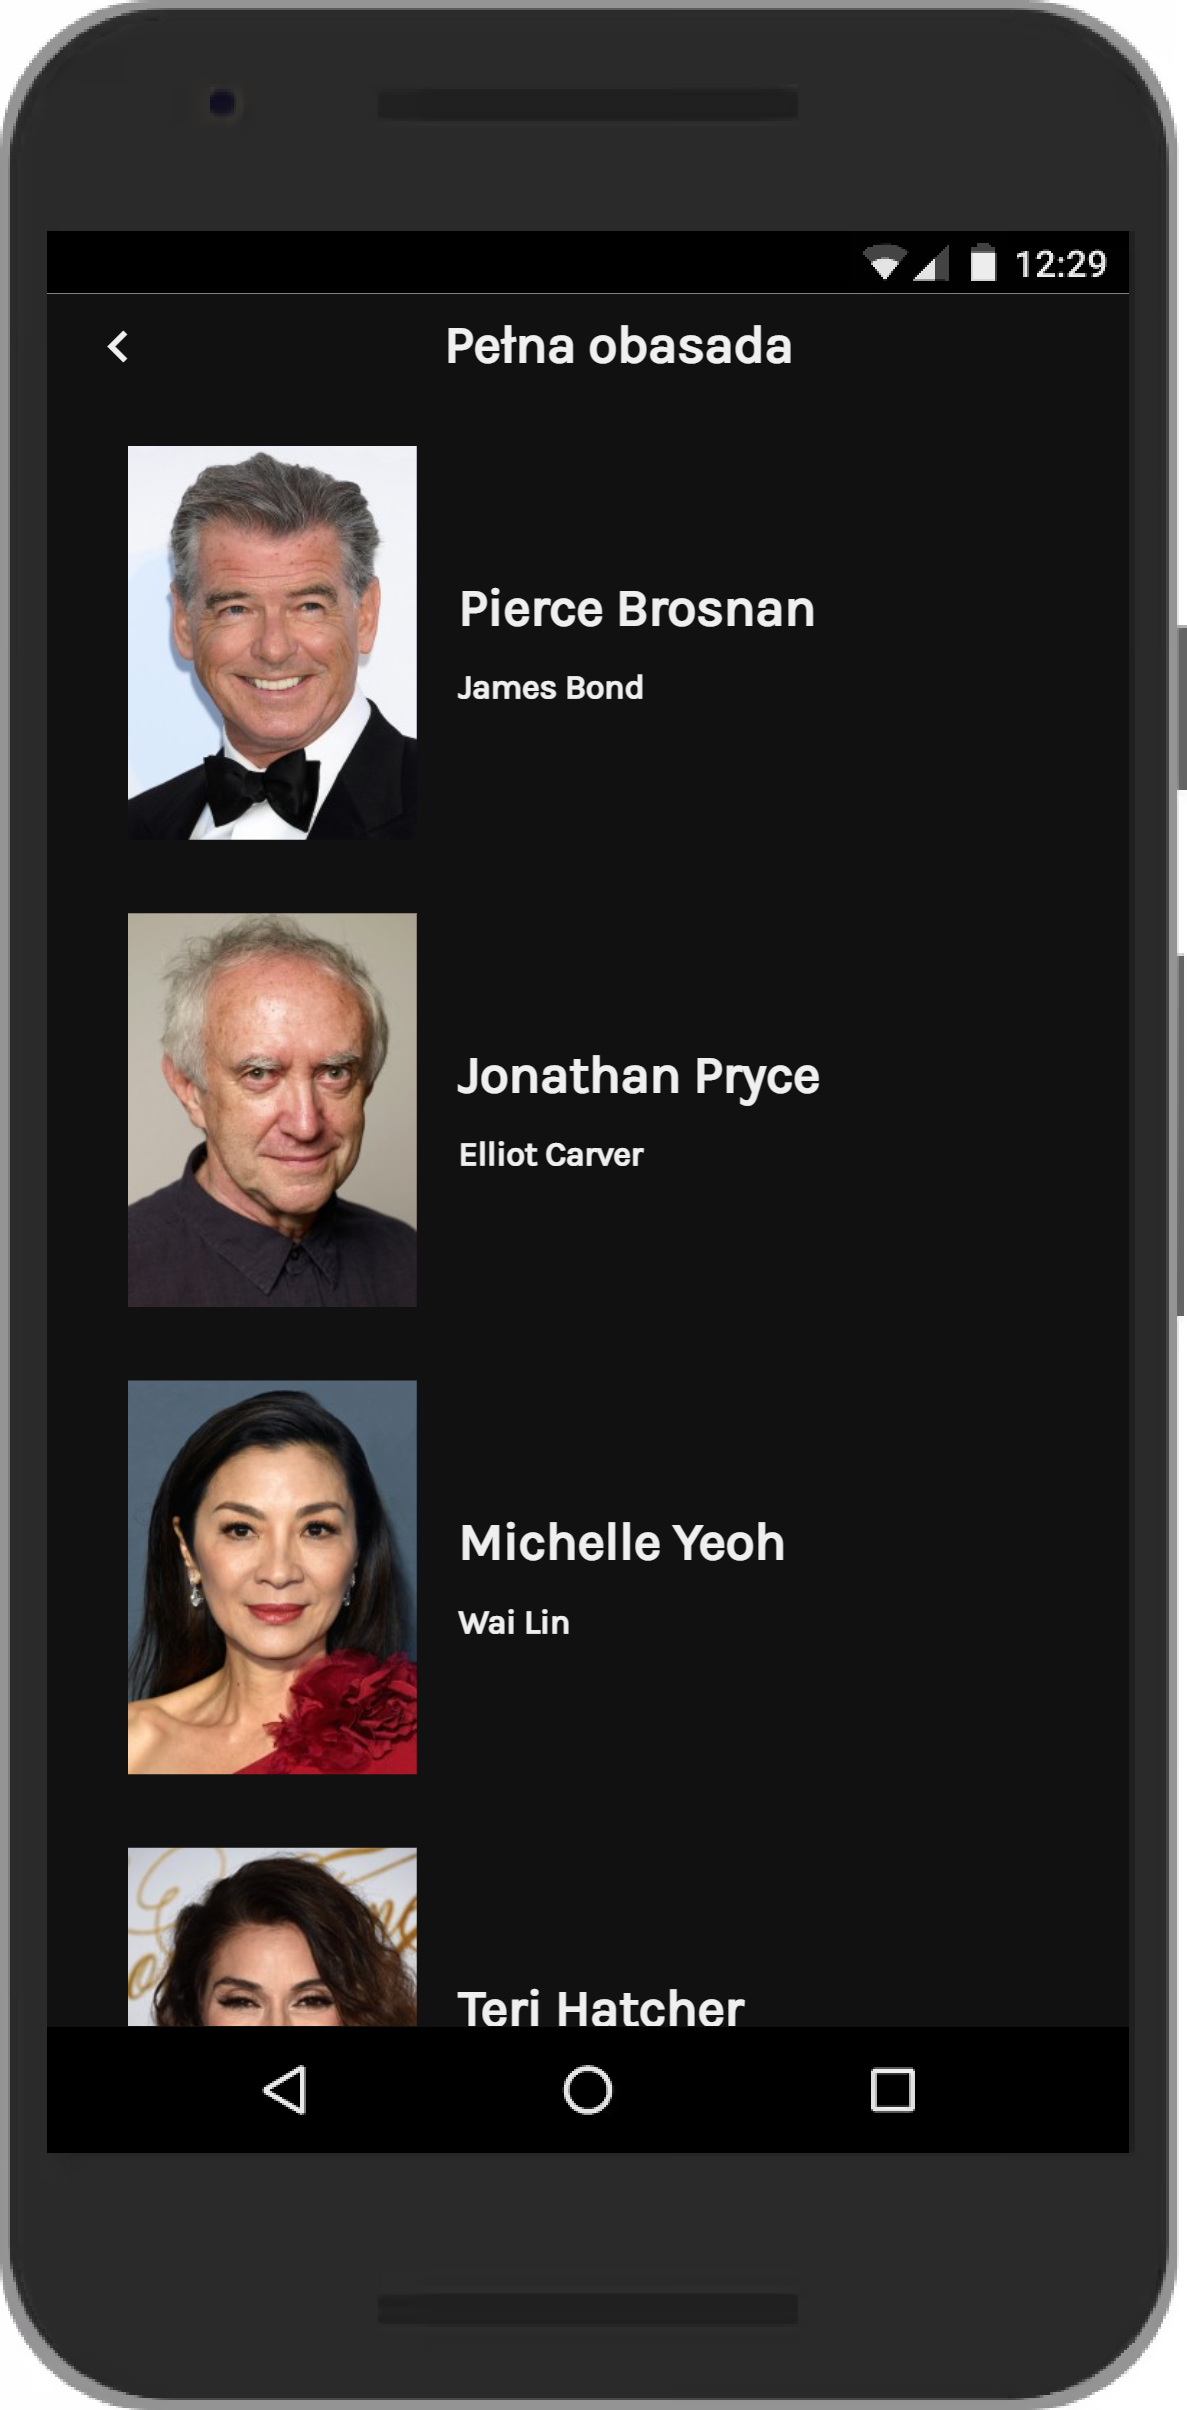 12:29
Pełna obasada
Pierce Brosnan
James Bond
Jonathan Pryce
Elliot Carver
Michelle Yeoh
Wai Lin
Teri Hatcher